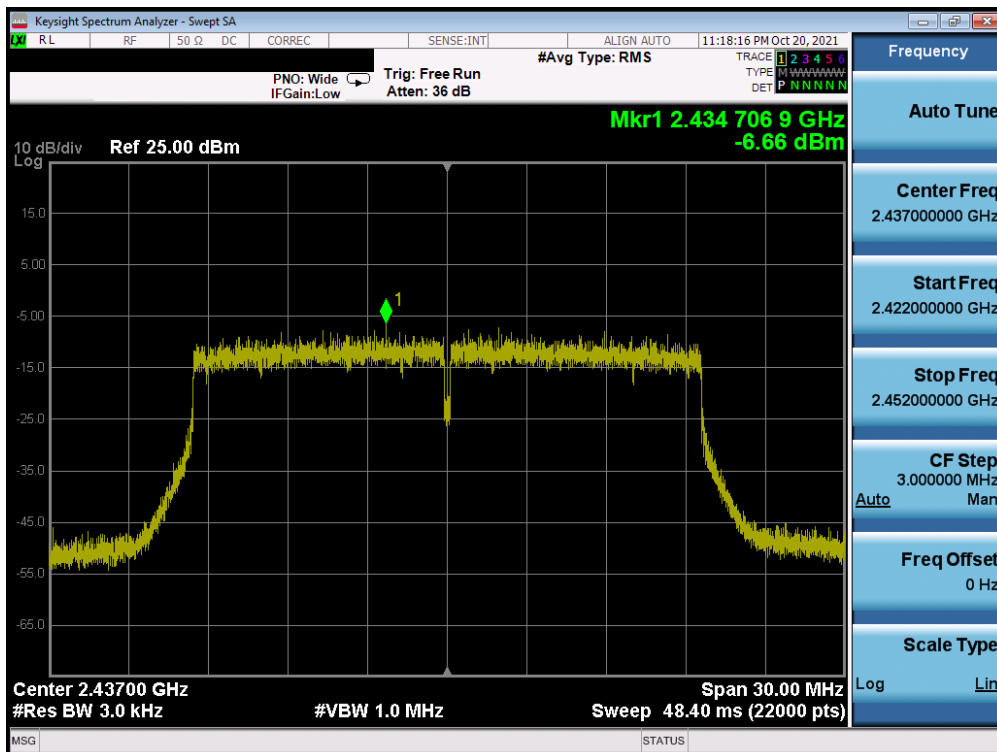 Keysight Spectrum Analyzer - Swept SA
LXI RL RF 50 Ω DC CORREC SENSE:INT ALIGN AUTO 11:18:16 PM Oct 20, 2021
#Avg Type: RMS
TRACE 1 2 3 4 5 6
TYPE M W W W W W
DET P N N N N N
PNO: Wide
IFGain:Low
Trig: Free Run
Atten: 36 dB
Mkr1 2.434 706 9 GHz
-6.66 dBm
10 dB/div
Log
Ref 25.00 dBm
15.0
5.00
-5.00
-15.0
-25.0
-35.0
-45.0
-55.0
-65.0
1
Center 2.43700 GHz
Span 30.00 MHz
#Res BW 3.0 kHz
#VBW 1.0 MHz
Sweep 48.40 ms (22000 pts)
MSG
STATUS
Frequency
Auto Tune
Center Freq
2.437000000 GHz
Start Freq
2.422000000 GHz
Stop Freq
2.452000000 GHz
CF Step
3.000000 MHz
Auto Man
Freq Offset
0 Hz
Scale Type
Log Lin